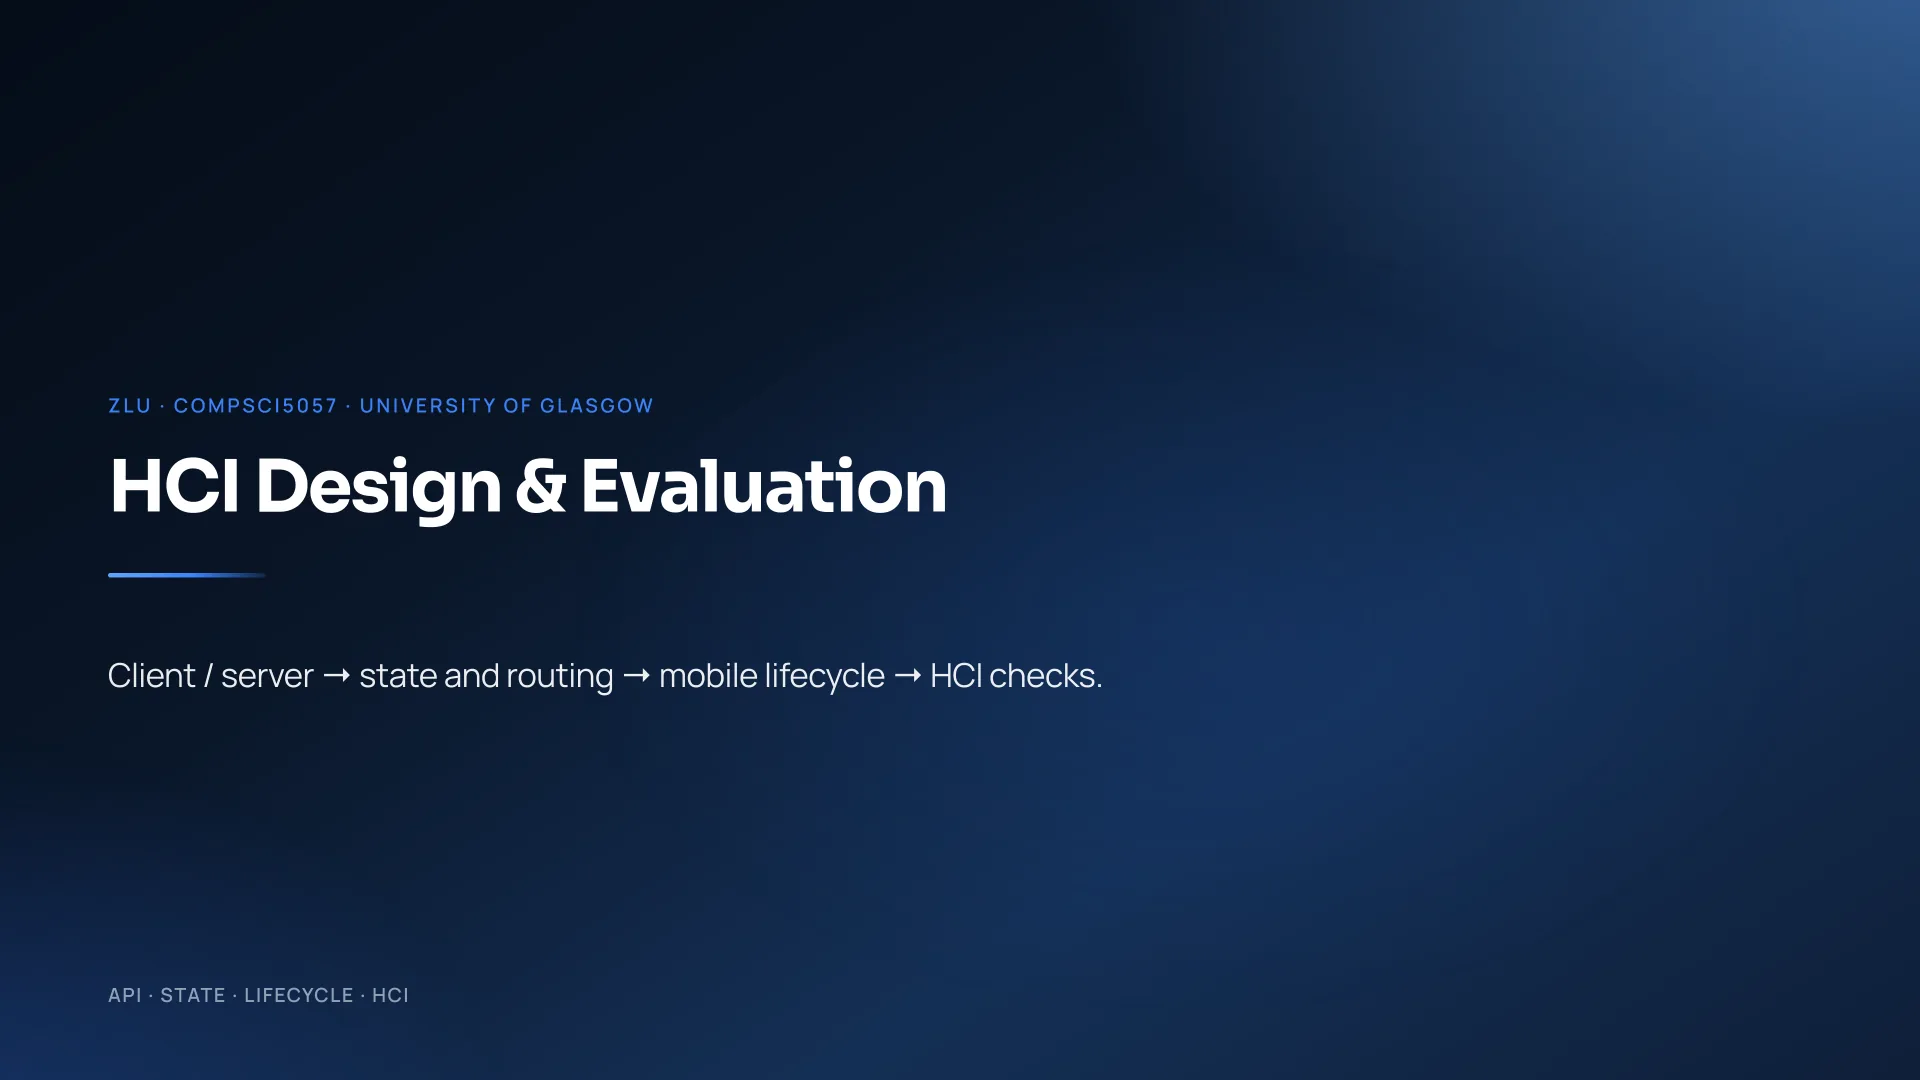 ZLU · COMPSCI5057 · UNIVERSITY OF GLASGOW
HCI Design & Evaluation
Client / server → state and routing → mobile lifecycle → HCI checks.
API · STATE · LIFECYCLE · HCI